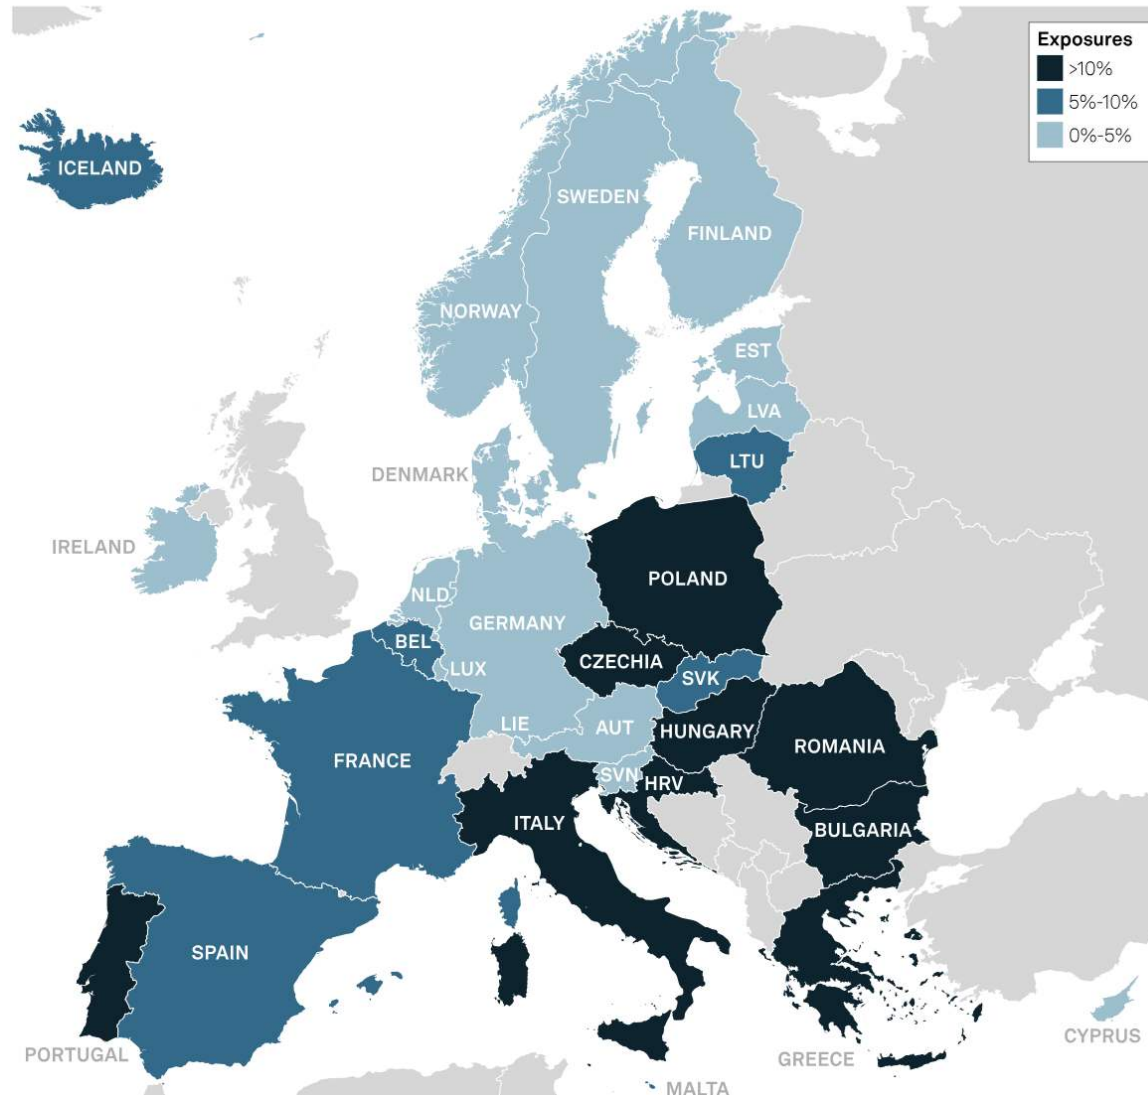 Exposures
>10%
5%-10%
0%-5%
ICELAND
SWEDEN
FINLAND
NORWAY
EST
LVA
LTU
DENMARK
IRELAND
POLAND
NLD
GERMANY
BEL
CZECHIA
LUX
SVK
LIE
AUT
HUNGARY
ROMANIA
FRANCE
SVN
HRV
ITALY
BULGARIA
SPAIN
CYPRUS
PORTUGAL
GREECE
MALTA